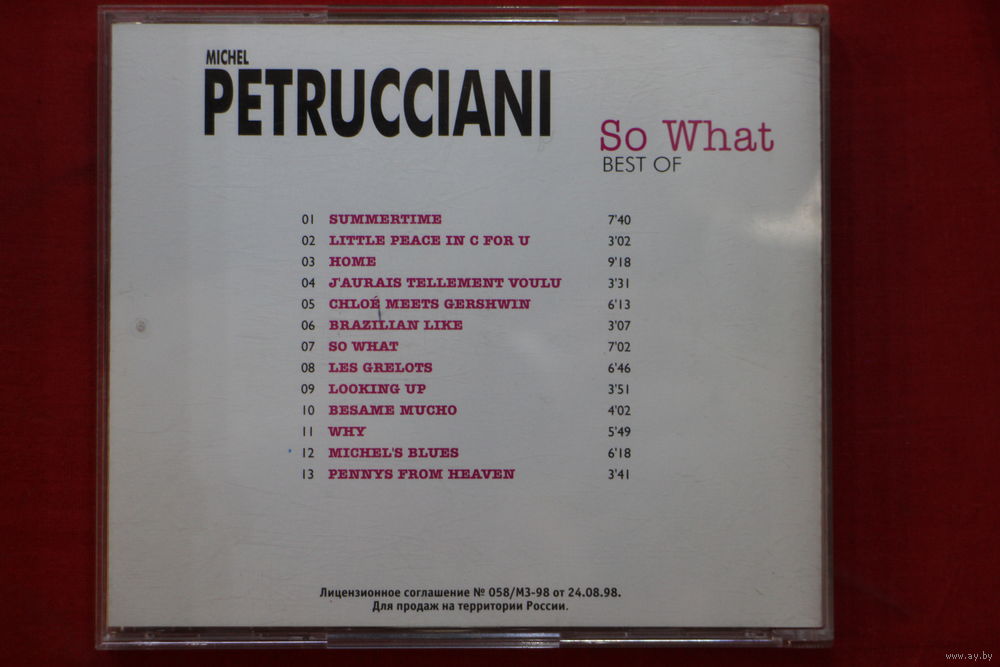 MICHEL
PETRUCCIANI
So What
BEST OF
01 SUMMERTIME 7'40
02 LITTLE PEACE IN C FOR U 3'02
03 HOME 9'18
04 J'AURAIS TELLEMENT VOULU 3'31
05 CHLOÉ MEETS GERSHWIN 6'13
06 BRAZILIAN LIKE 3'07
07 SO WHAT 7'02
08 LES GRELOTS 6'46
09 LOOKING UP 3'51
10 BESAME MUCHO 4'02
11 WHY 5'49
12 MICHEL'S BLUES 6'18
13 PENNYS FROM HEAVEN 3'41
Лицензионное соглашение № 058/МЗ-98 от 24.08.98.
Для продаж на территории России.
www.ay.by